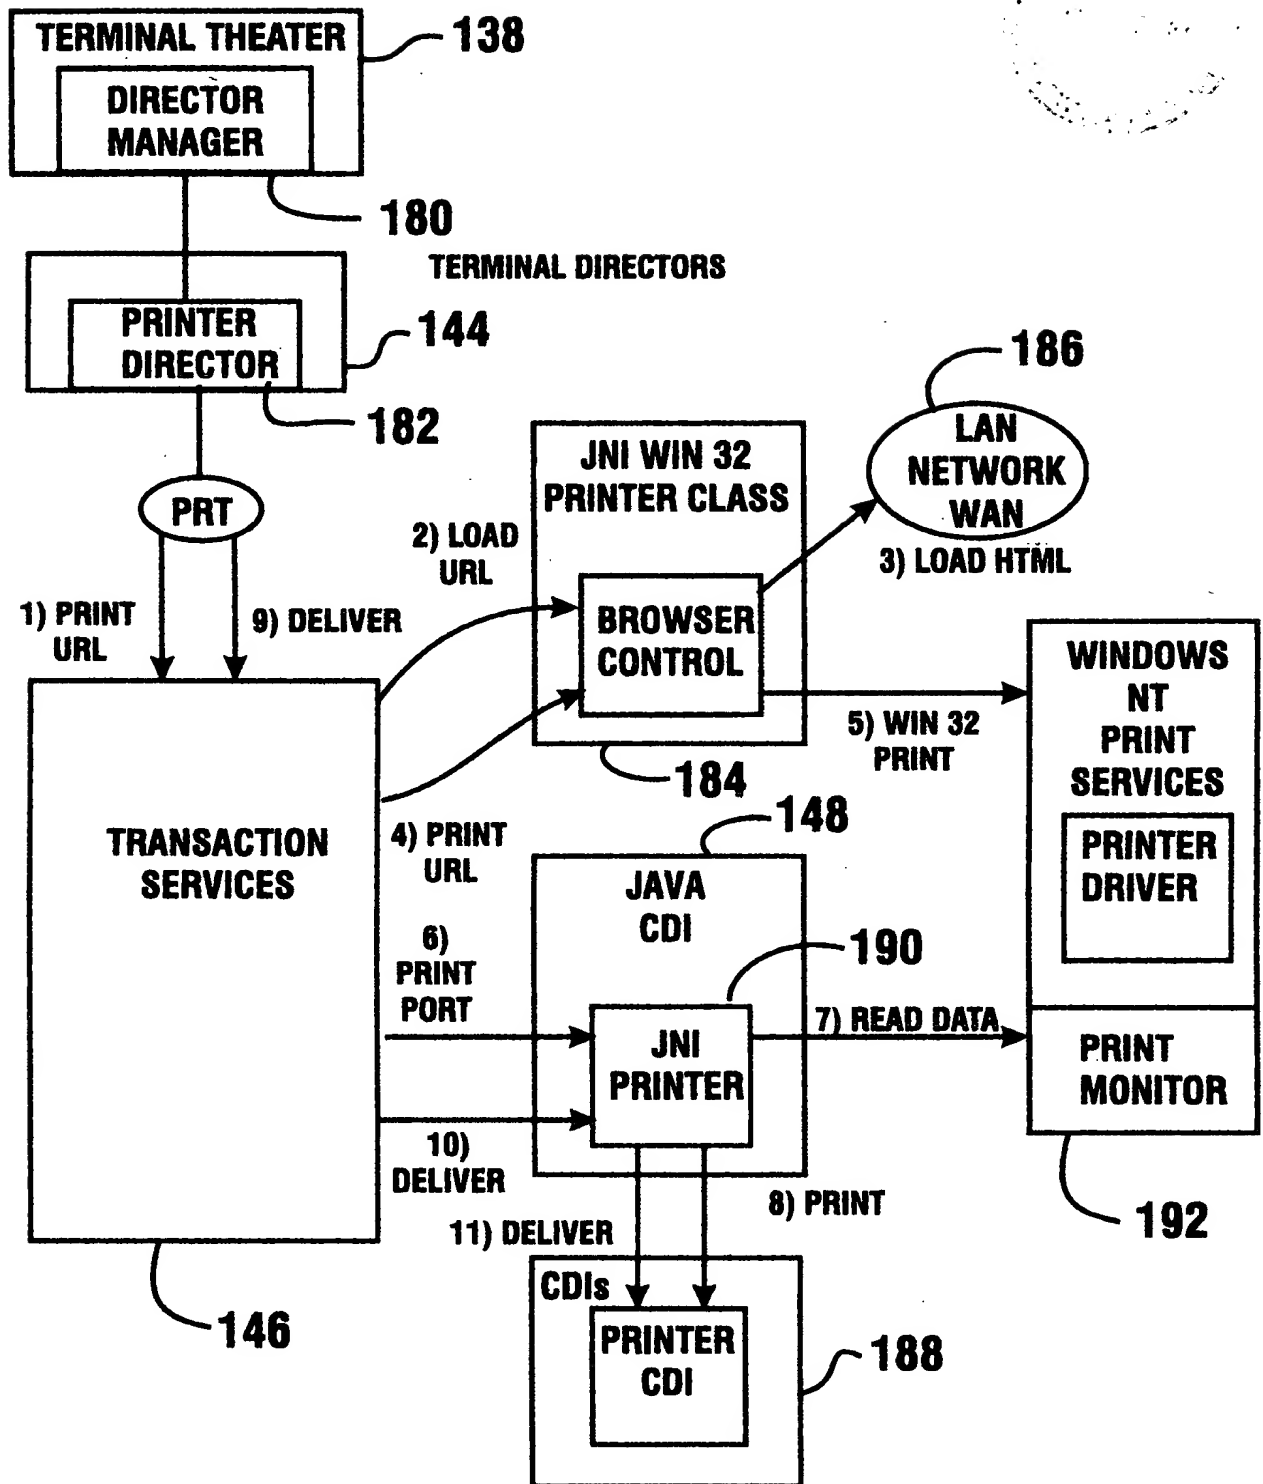 TERMINAL THEATER
138
DIRECTOR
MANAGER
180
TERMINAL DIRECTORS
PRINTER
DIRECTOR
144
182
PRT
1) PRINT
URL
9) DELIVER
2) LOAD
URL
JNI WIN 32
PRINTER CLASS
BROWSER
CONTROL
184
186
LAN
NETWORK
WAN
3) LOAD HTML
4) PRINT
URL
5) WIN 32
PRINT
WINDOWS
NT
PRINT
SERVICES
PRINTER
DRIVER
PRINT
MONITOR
192
TRANSACTION
SERVICES
146
6)
PRINT
PORT
148
JAVA
CDI
190
JNI
PRINTER
7) READ DATA
10)
DELIVER
11) DELIVER
8) PRINT
CDIs
PRINTER
CDI
188